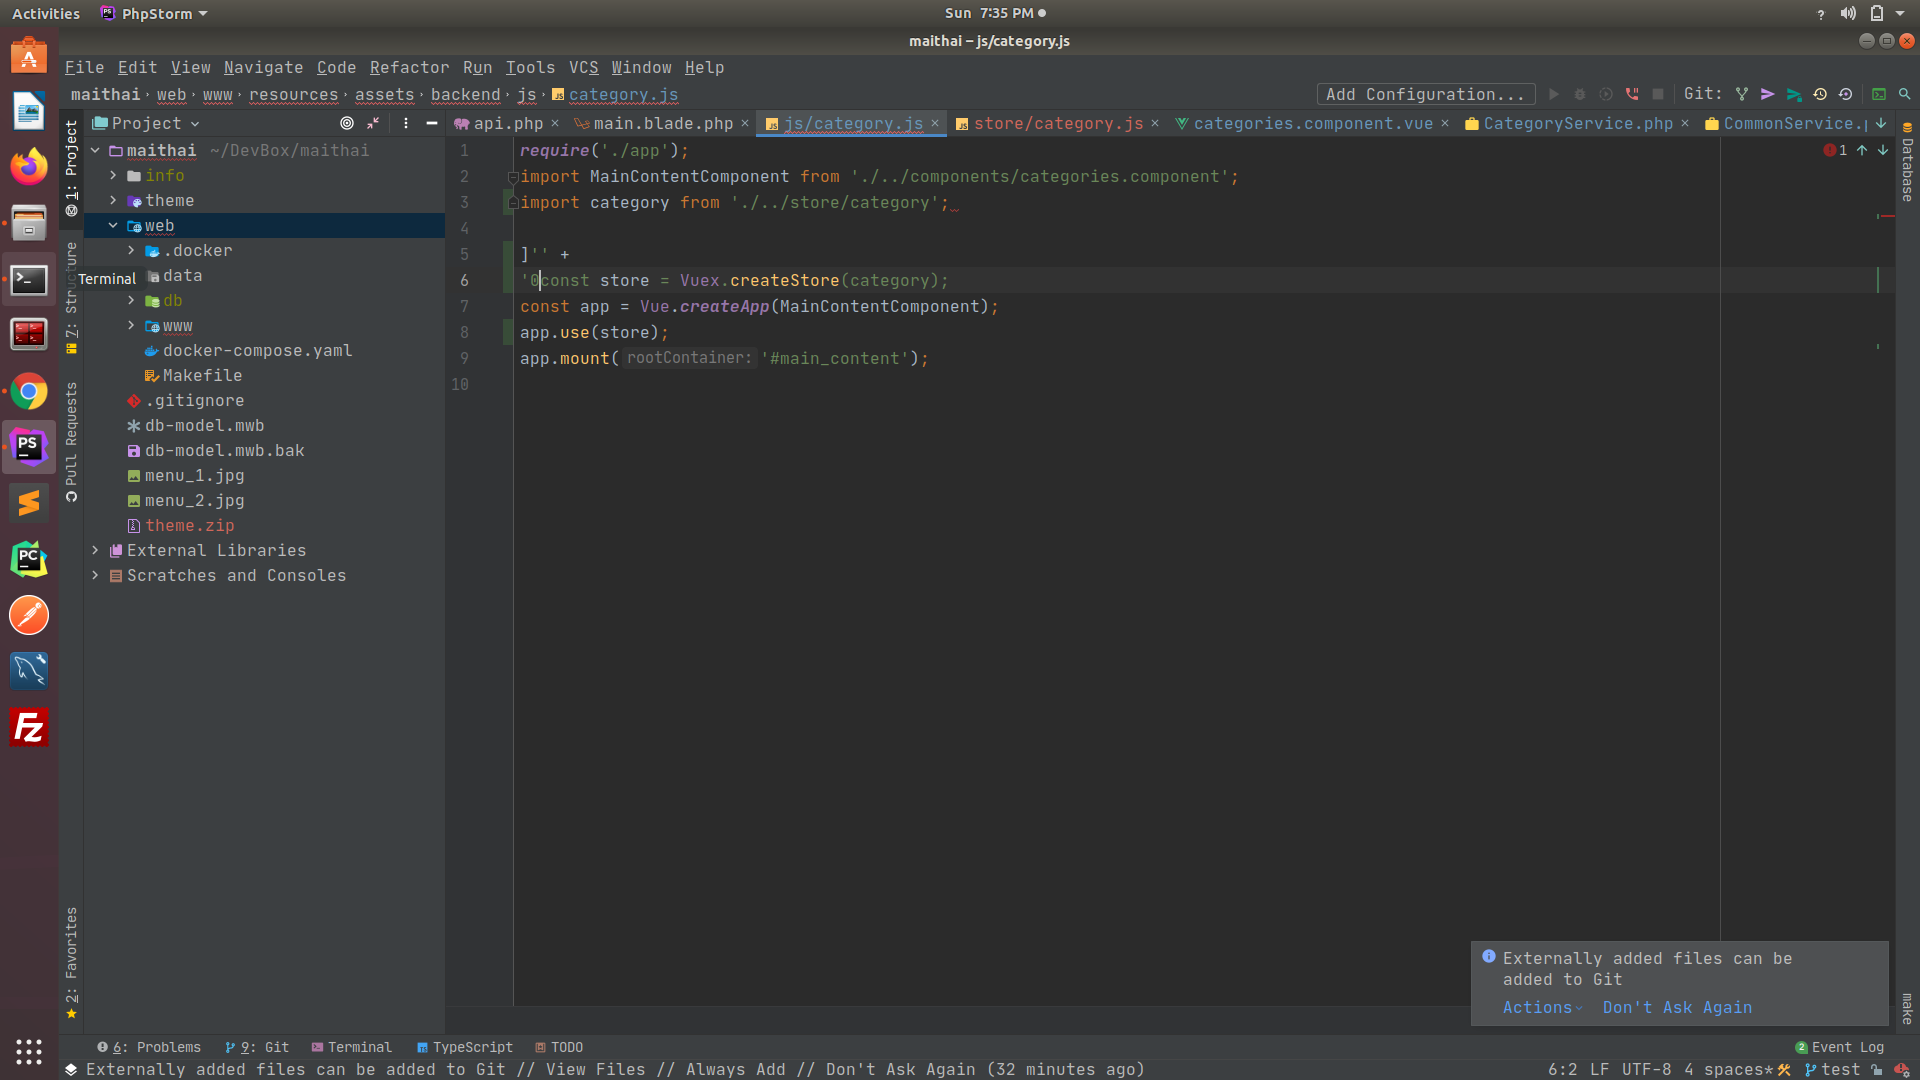 Activities PhpStorm Sun 7:35 PM
maithai – js/category.js
File Edit View Navigate Code Refactor Run Tools VCS Window Help
maithai › web › www › resources › assets › backend › js › category.js Add Configuration... Git:
1: Project
7: Structure
Pull Requests
2: Favorites
Project
maithai ~/DevBox/maithai
info
theme
web
.docker
data
Terminal
db
www
docker-compose.yaml
Makefile
.gitignore
db-model.mwb
db-model.mwb.bak
menu_1.jpg
menu_2.jpg
theme.zip
External Libraries
Scratches and Consoles
api.php main.blade.php js/category.js store/category.js categories.component.vue CategoryService.php CommonService.p
1 require('./app');
2 import MainContentComponent from './../components/categories.component';
3 import category from './../store/category';
4
5 ]'' +
6 '0const store = Vuex.createStore(category);
7 const app = Vue.createApp(MainContentComponent);
8 app.use(store);
9 app.mount( rootContainer: '#main_content');
10
1
Database
make
Externally added files can be
added to Git
Actions Don't Ask Again
6: Problems 9: Git Terminal TypeScript TODO 2 Event Log
Externally added files can be added to Git // View Files // Always Add // Don't Ask Again (32 minutes ago) 6:2 LF UTF-8 4 spaces* test